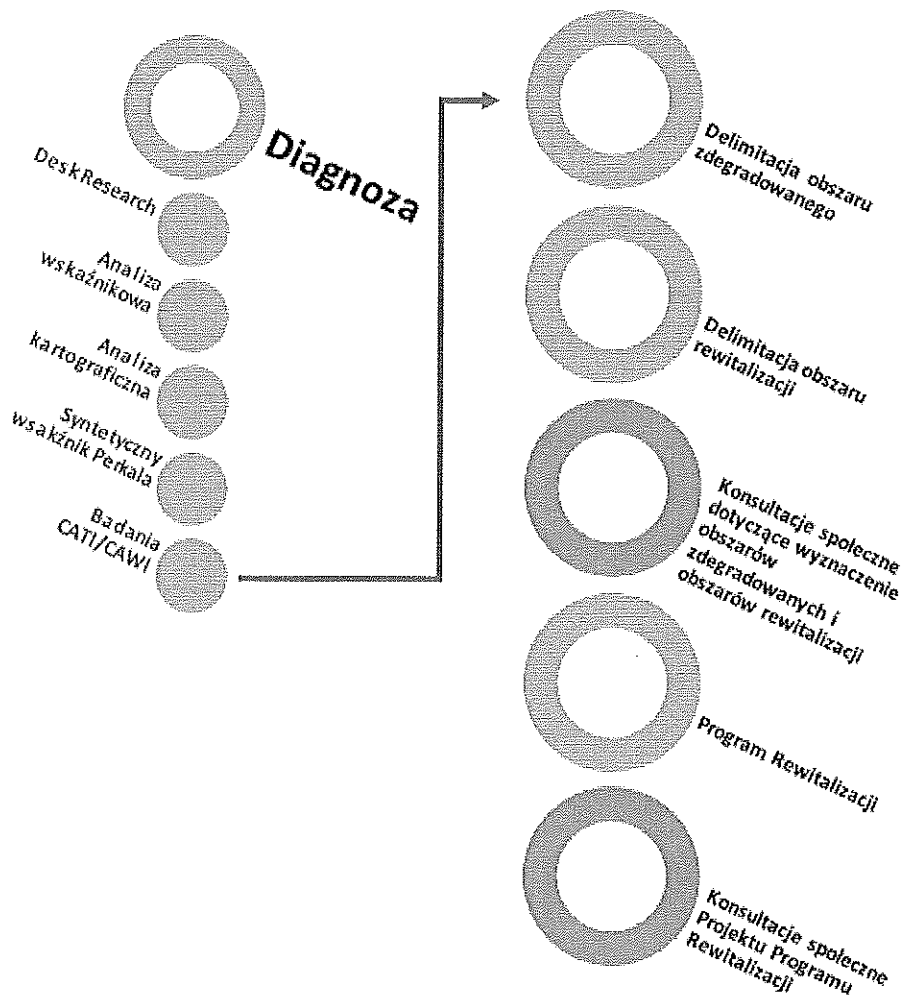 Diagnoza
DeskResearch
Analiza
wskaźnikowa
Analiza
kartograficzna
Syntetyczny
wsakźnik Perkala
Badania
CATI/CAWI
Delimitacja obszaru
zdegradowanego
Delimitacja obszaru
rewitalizacji
Konsultacje społeczne
dotyczące wyznaczenie
obszarów
zdegradowanych i
obszarów rewitalizacji
Program Rewitalizacji
Konsultacje społeczne
Projektu Programu
Rewitalizacji